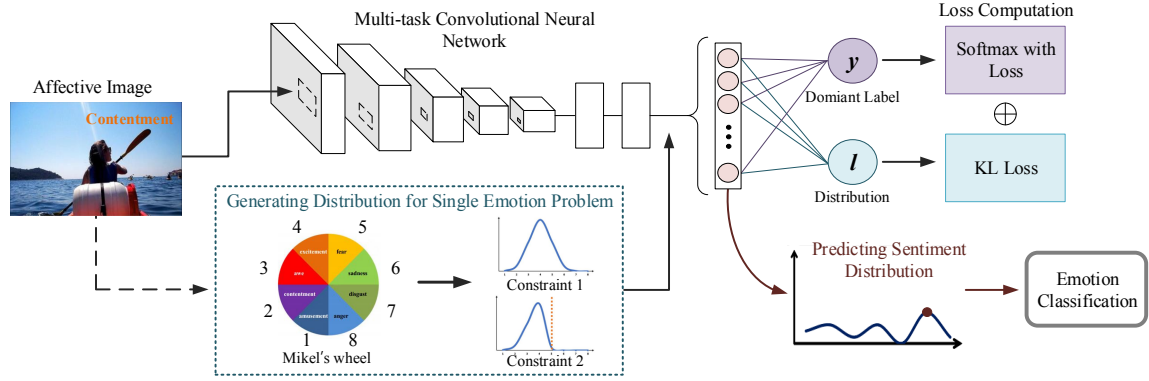 Multi-task Convolutional Neural
Network
Loss Computation
Affective Image
Contentment
y
Domiant Label
Softmax with
Loss
l
Distribution
KL Loss
Generating Distribution for Single Emotion Problem
4
5
3
6
2
7
1
8
excitement
fear
awe
sadness
contentment
disgust
amusement
anger
Mikel's wheel
Constraint 1
Constraint 2
Predicting Sentiment
Distribution
Emotion
Classification